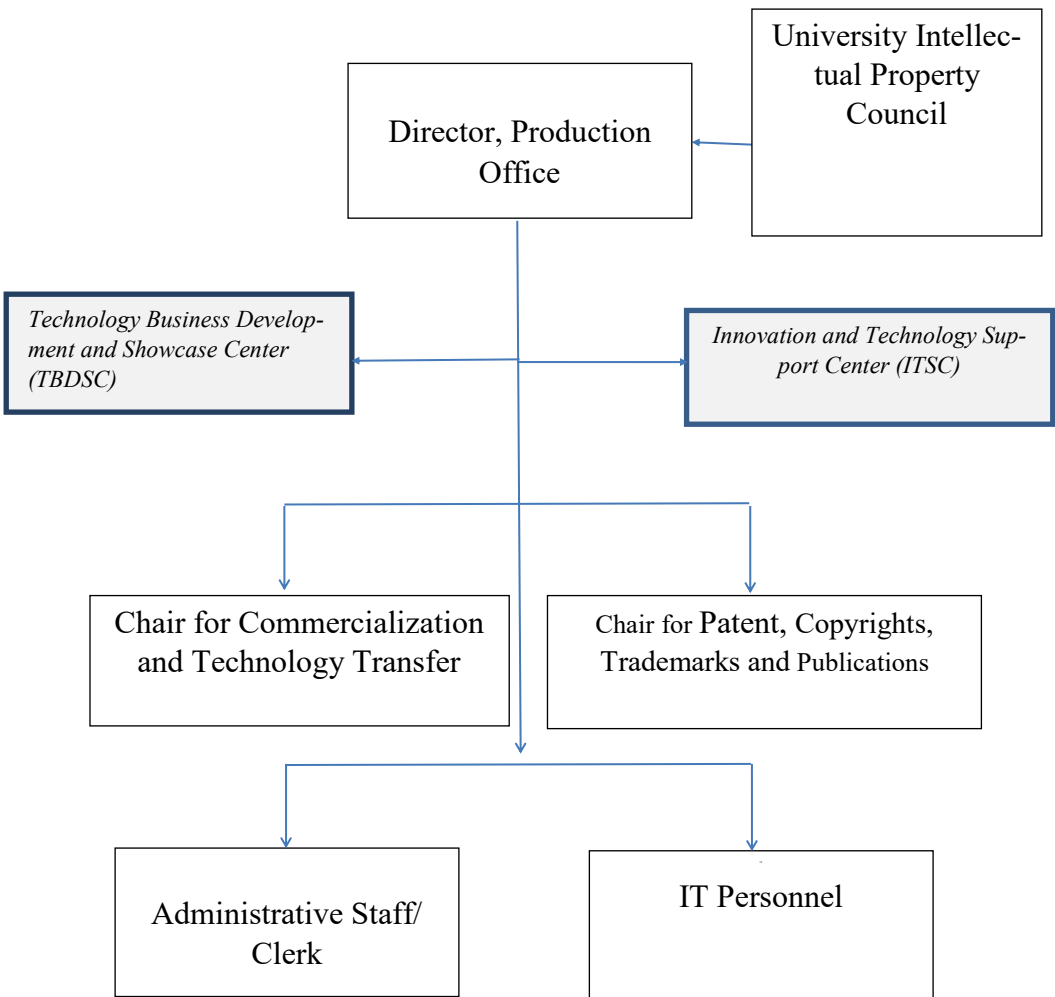 University Intellec-
tual Property
Council
Director, Production
Office
Technology Business Develop-
ment and Showcase Center
(TBDSC)
Innovation and Technology Sup-
port Center (ITSC)
Chair for Commercialization
and Technology Transfer
Chair for Patent, Copyrights,
Trademarks and Publications
Administrative Staff/
Clerk
IT Personnel